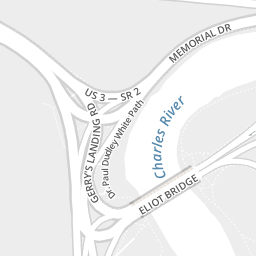 MEMORIAL DR
US 3 — SR 2
GERRY'S LANDING RD
Dr. Paul Dudley White Path
Charles River
ELIOT BRIDGE